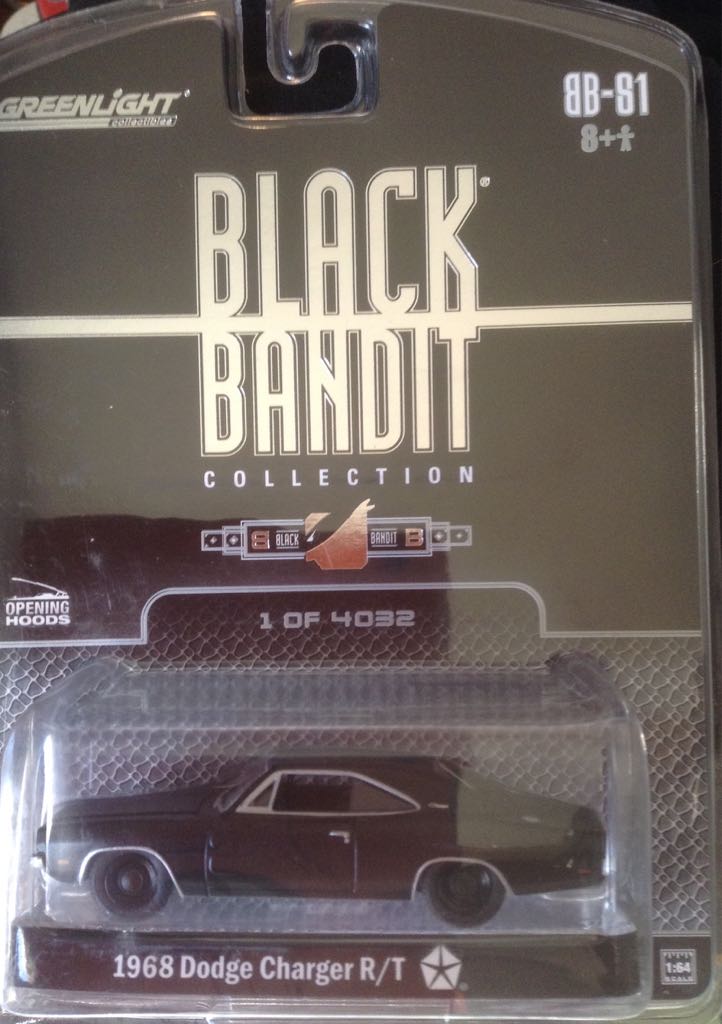 GREENLIGHT®
collectibles
BB-S1
8+
BLACK®
BANDIT
COLLECTION
B BLACK BANDIT B
OPENING
HOODS
1 OF 4032
1968 Dodge Charger R/T
1:64
SCALE